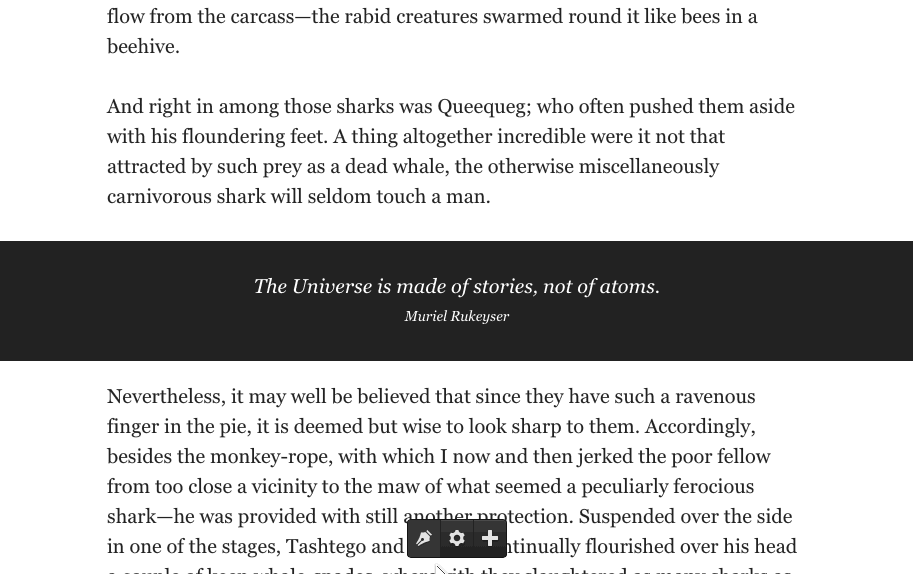 flow from the carcass—the rabid creatures swarmed round it like bees in a
beehive.
And right in among those sharks was Queequeg; who often pushed them aside
with his floundering feet. A thing altogether incredible were it not that
attracted by such prey as a dead whale, the otherwise miscellaneously
carnivorous shark will seldom touch a man.
The Universe is made of stories, not of atoms.
Muriel Rukeyser
Nevertheless, it may well be believed that since they have such a ravenous
finger in the pie, it is deemed but wise to look sharp to them. Accordingly,
besides the monkey-rope, with which I now and then jerked the poor fellow
from too close a vicinity to the maw of what seemed a peculiarly ferocious
shark—he was provided with still another protection. Suspended over the side
in one of the stages, Tashtego and ntinually flourished over his head